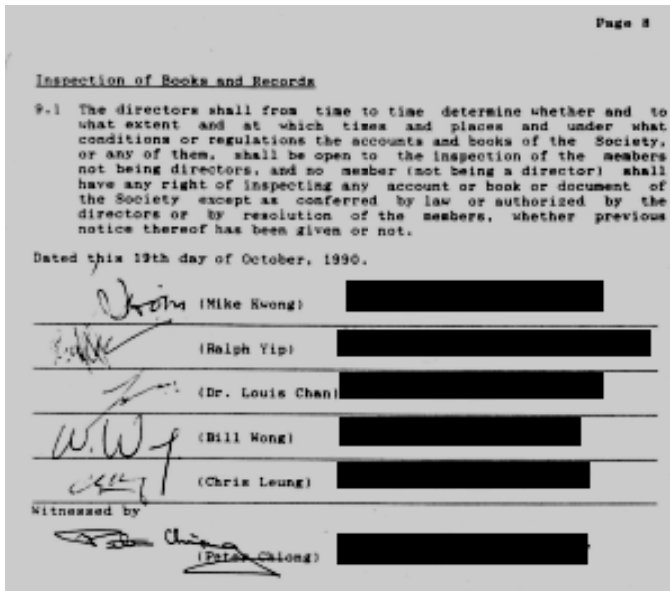 Page 8
Inspection of Books and Records
9.1 The directors shall from time to time determine whether and to
what extent and at which times and places and under what
conditions or regulations the accounts and books of the Society,
or any of them, shall be open to the inspection of the members
not being directors, and no member (not being a director) shall
have any right of inspecting any account or book or document of
the Society except as conferred by law or authorized by the
directors or by resolution of the members, whether previous
notice thereof has been given or not.
Dated this 19th day of October, 1990.
(Mike Kwong)
(Ralph Yip)
(Dr. Louis Chan)
W. W
(Bill Wong)
(Chris Leung)
Witnessed by
Peter Chiong
(Peter Chiong)